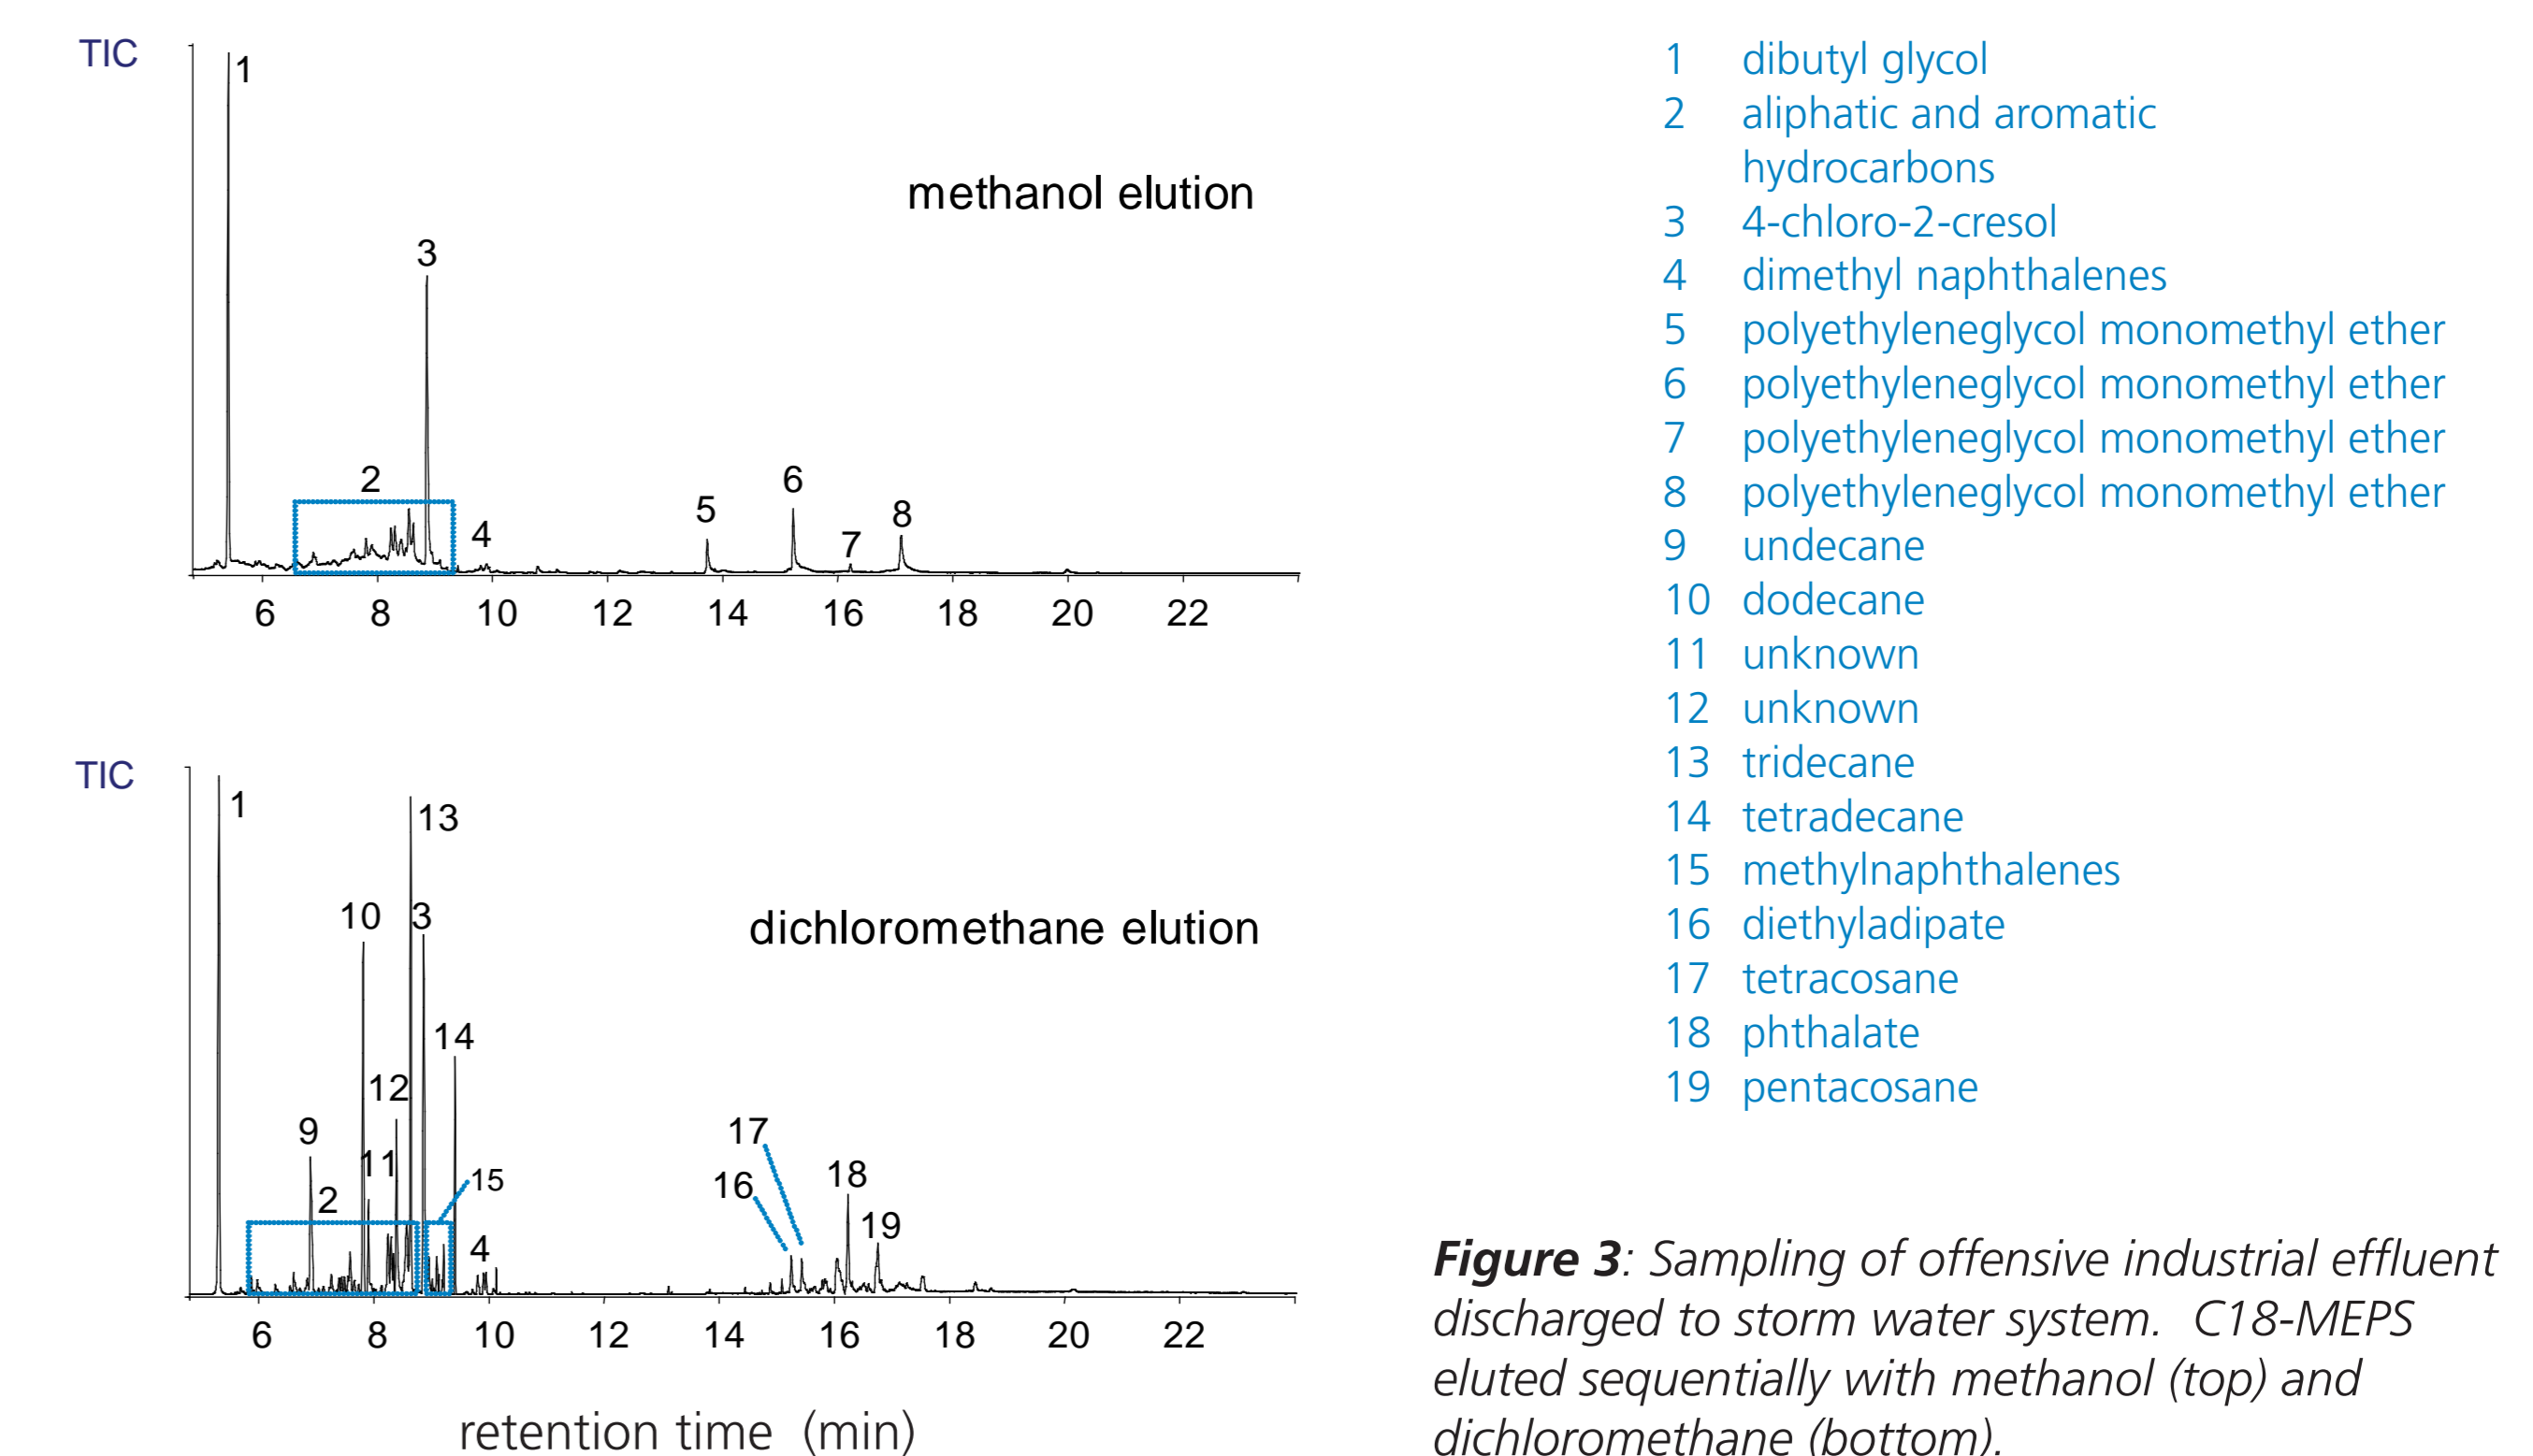 TIC
1
methanol elution
3
2
6
5
8
4
7
6 8 10 12 14 16 18 20 22
TIC
1
13
10 3
dichloromethane elution
14
12
9
17
11
18
15
16
2
19
4
6 8 10 12 14 16 18 20 22
retention time (min)
1 dibutyl glycol
2 aliphatic and aromatic
hydrocarbons
3 4-chloro-2-cresol
4 dimethyl naphthalenes
5 polyethyleneglycol monomethyl ether
6 polyethyleneglycol monomethyl ether
7 polyethyleneglycol monomethyl ether
8 polyethyleneglycol monomethyl ether
9 undecane
10 dodecane
11 unknown
12 unknown
13 tridecane
14 tetradecane
15 methylnaphthalenes
16 diethyladipate
17 tetracosane
18 phthalate
19 pentacosane
Figure 3: Sampling of offensive industrial effluent
discharged to storm water system. C18-MEPS
eluted sequentially with methanol (top) and
dichloromethane (bottom).